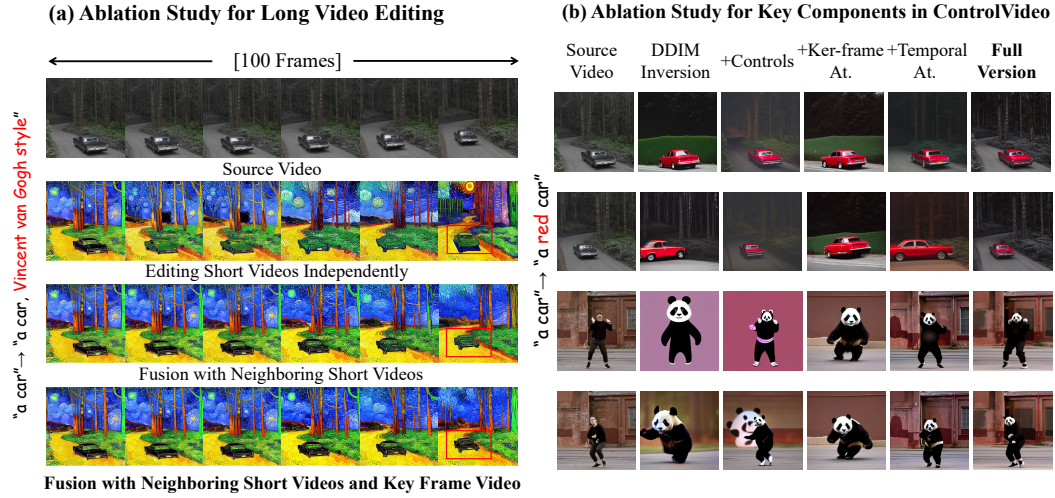 (a) Ablation Study for Long Video Editing
[100 Frames]
"a car"→ "a car, Vincent van Gogh style"
Source Video
Editing Short Videos Independently
Fusion with Neighboring Short Videos
Fusion with Neighboring Short Videos and Key Frame Video
(b) Ablation Study for Key Components in ControlVideo
Source
Video
DDIM
Inversion
+Controls
+Ker-frame
At.
+Temporal
At.
Full
Version
"a car"→ "a red car"